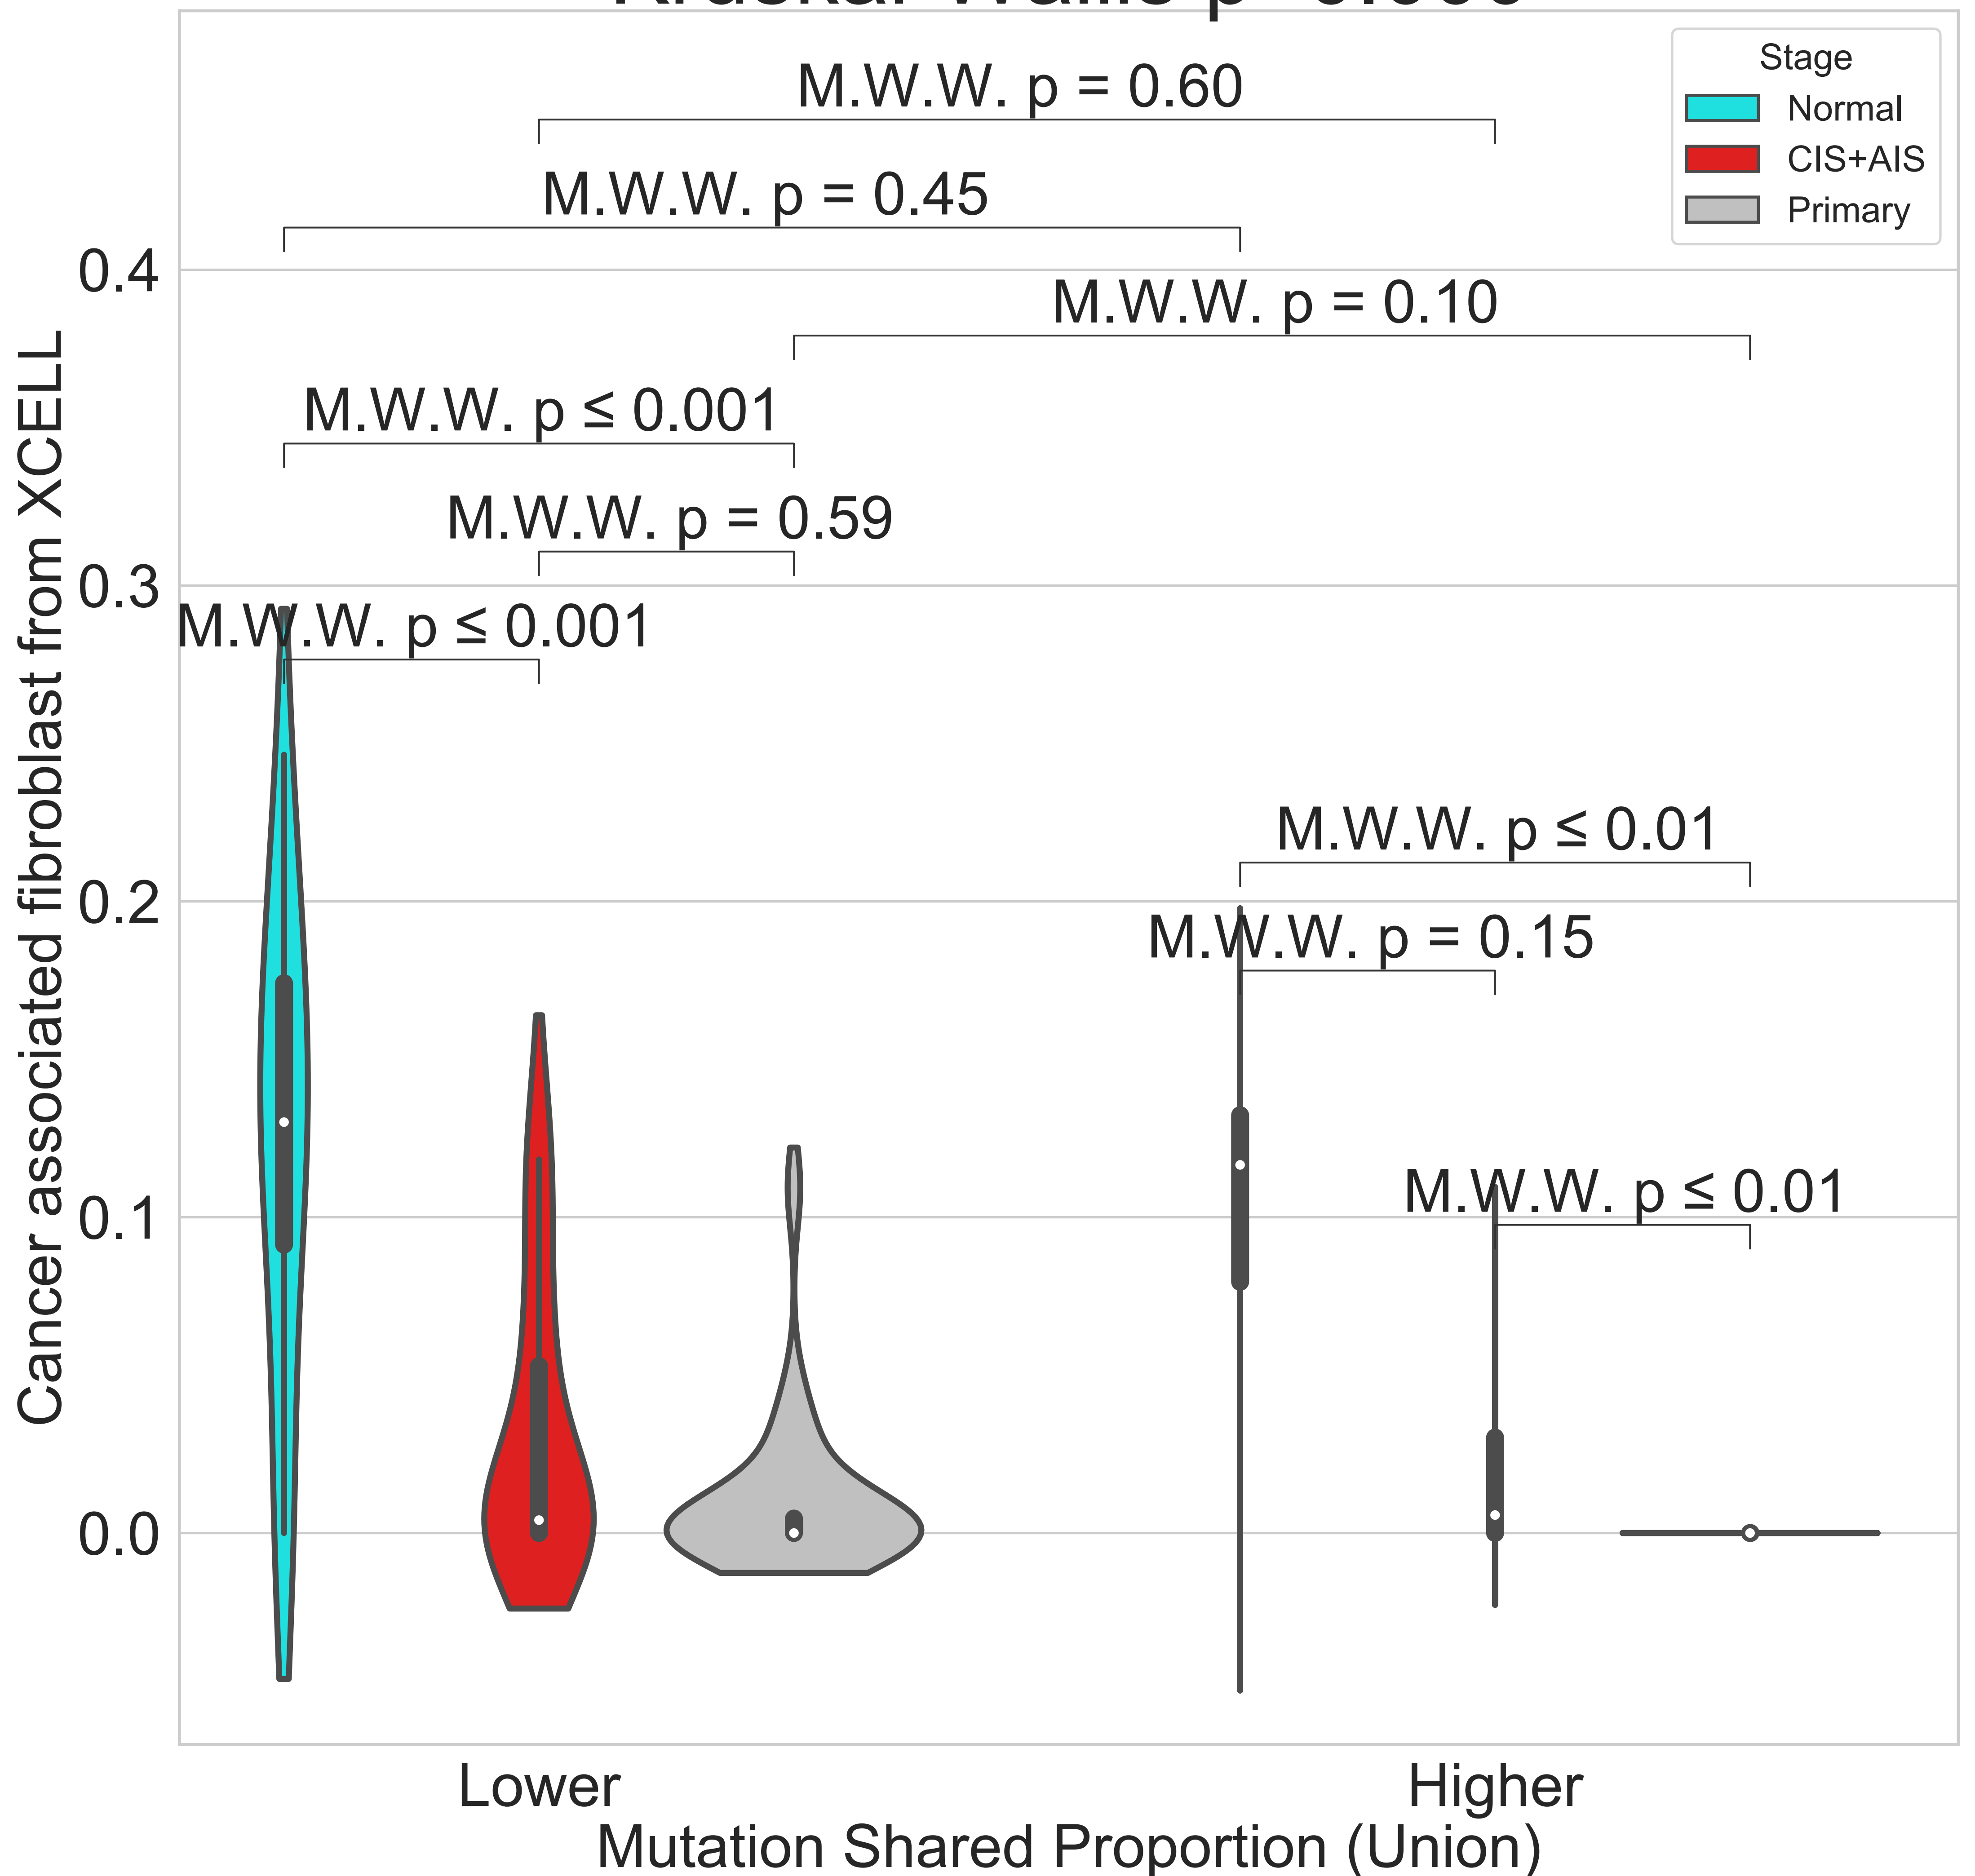 M.W.W. p = 0.60
M.W.W. p = 0.45
M.W.W. p = 0.10
M.W.W. p ≤ 0.001
M.W.W. p = 0.59
M.W.W. p ≤ 0.001
M.W.W. p ≤ 0.01
M.W.W. p = 0.15
M.W.W. p ≤ 0.01
Stage
Normal
CIS+AIS
Primary
Cancer associated fibroblast from XCELL
0.4
0.3
0.2
0.1
0.0
Lower
Higher
Mutation Shared Proportion (Union)